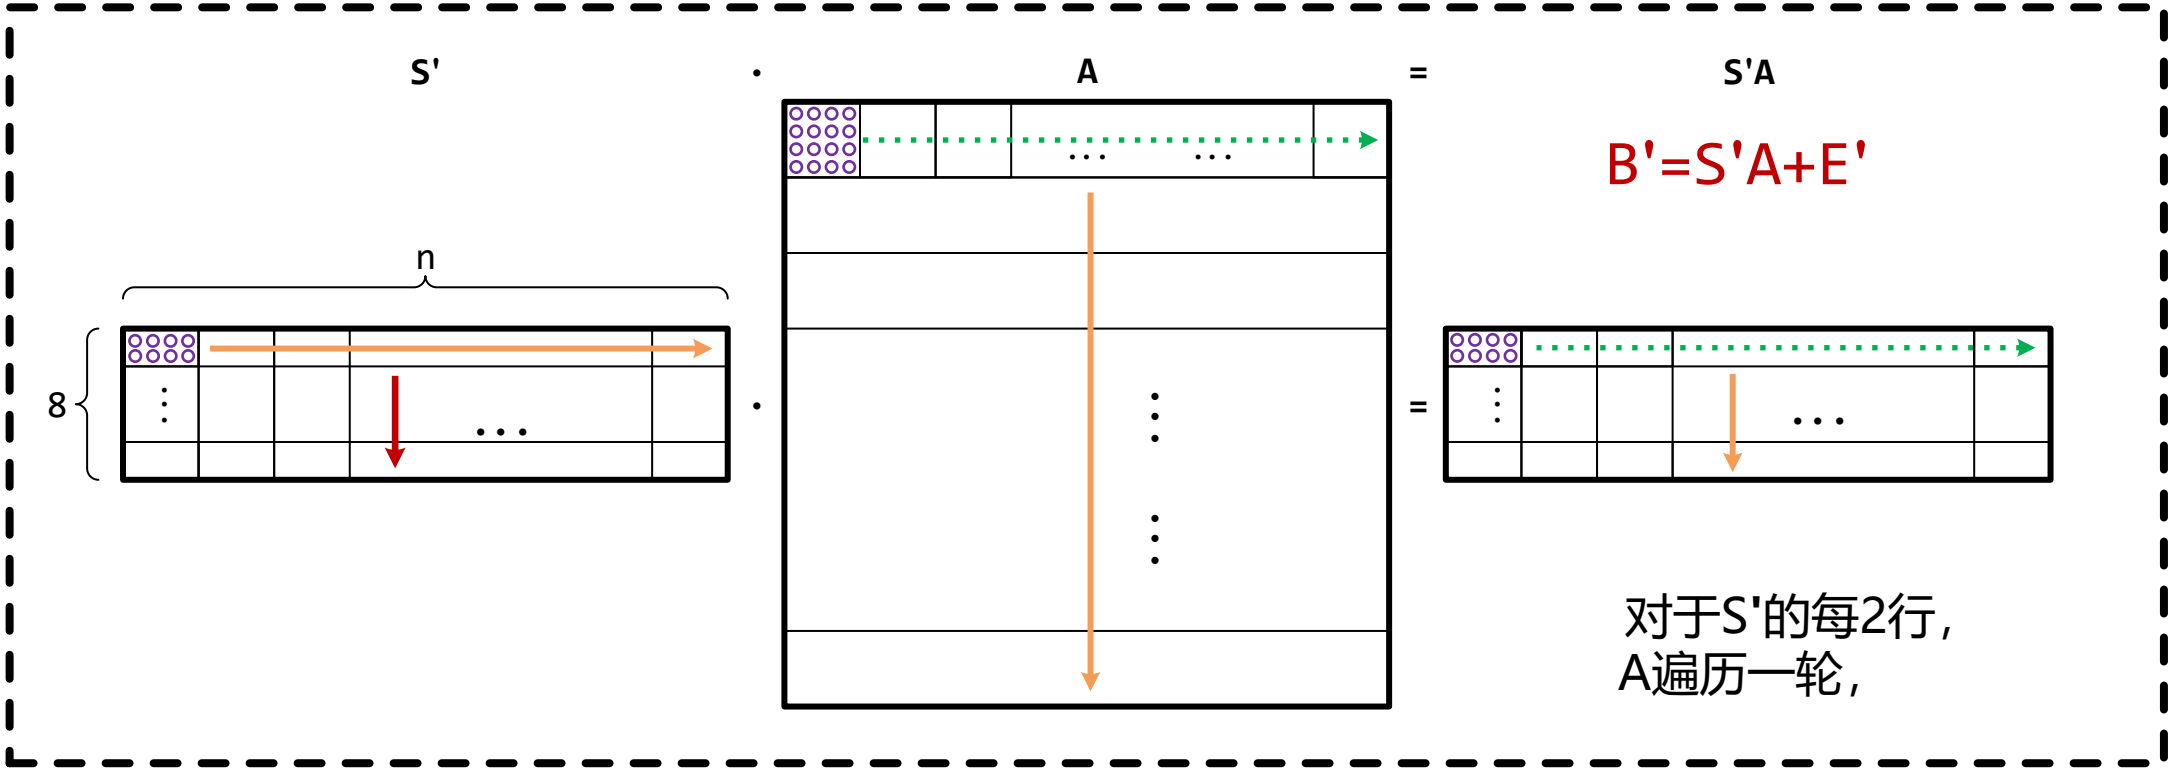 S' · A = S'A
B'=S'A+E'
n
8
· =
对于S'的每2行，
A遍历一轮，